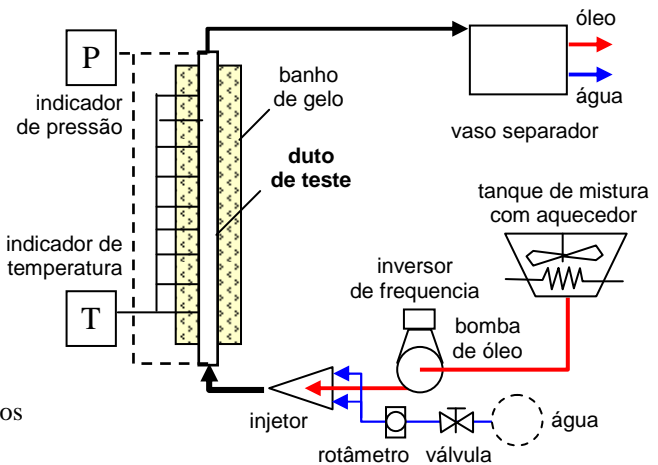 P
indicador
de pressão
banho
de gelo
duto
de teste
indicador de
temperatura
T
óleo
água
vaso separador
tanque de mistura
com aquecedor
inversor
de frequencia
bomba
de óleo
injetor
rotâmetro
válvula
água
os